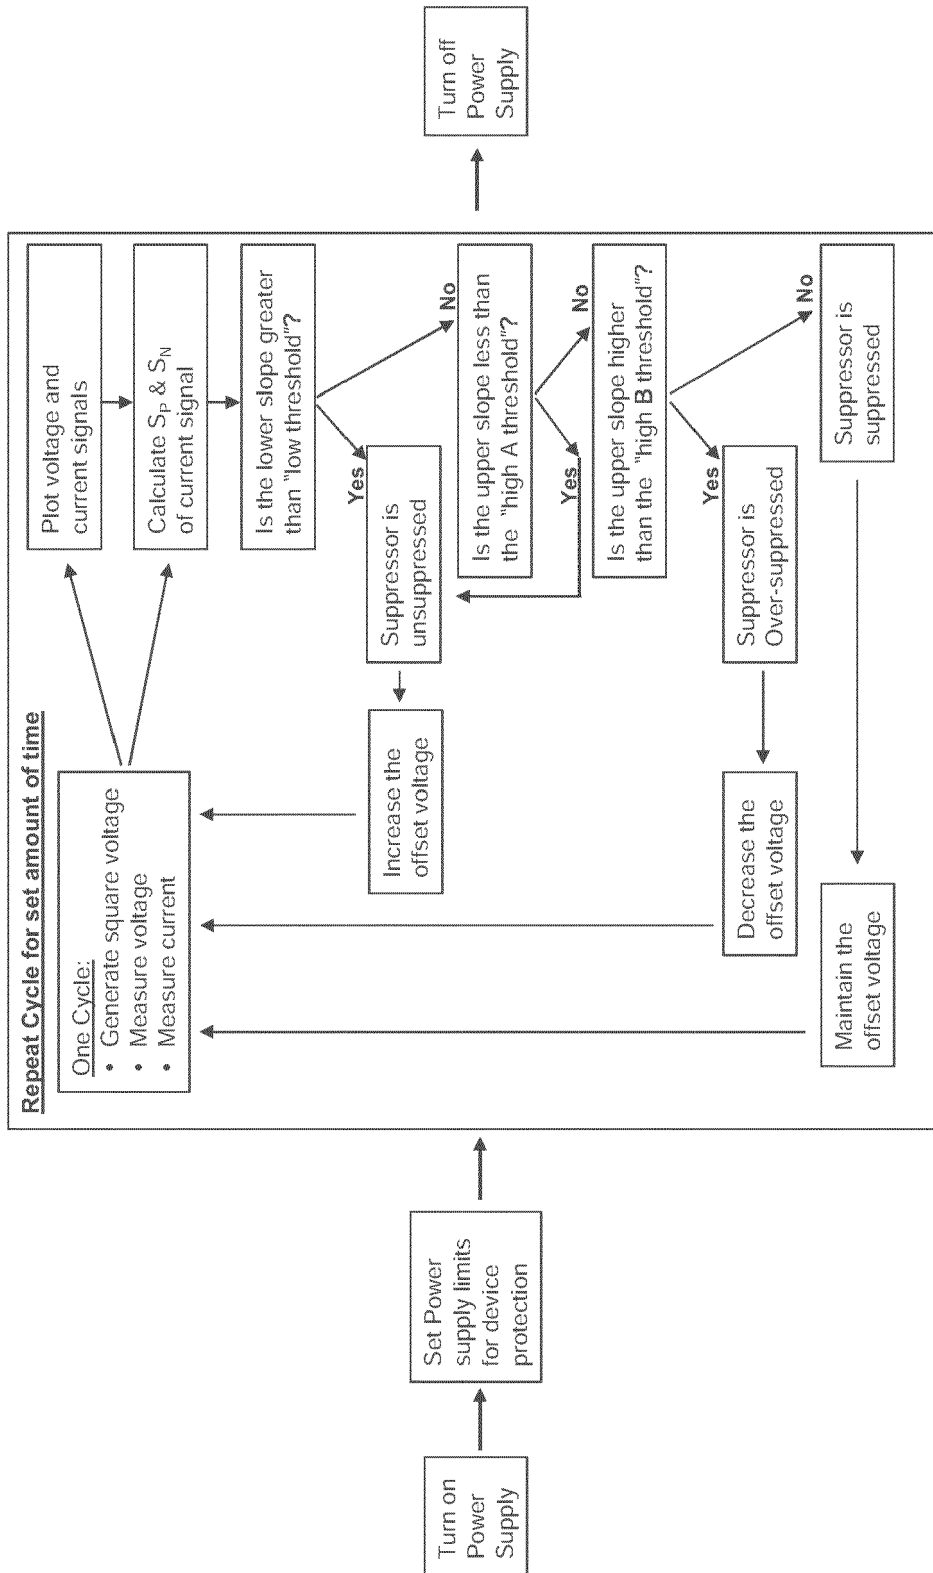 Turn on
Power
Supply
Set Power
supply limits
for device
protection
Repeat Cycle for set amount of time
One Cycle:
• Generate square voltage
• Measure voltage
• Measure current
Plot voltage and
current signals
Calculate SP & SN
of current signal
Is the lower slope greater
than "low threshold"?
Yes
No
Suppressor is
unsuppressed
Increase the
offset voltage
Is the upper slope less than
the "high A threshold"?
Yes
No
Is the upper slope higher
than the "high B threshold"?
Yes
No
Suppressor is
Over-suppressed
Decrease the
offset voltage
Suppressor is
suppressed
Maintain the
offset voltage
Turn off
Power
Supply